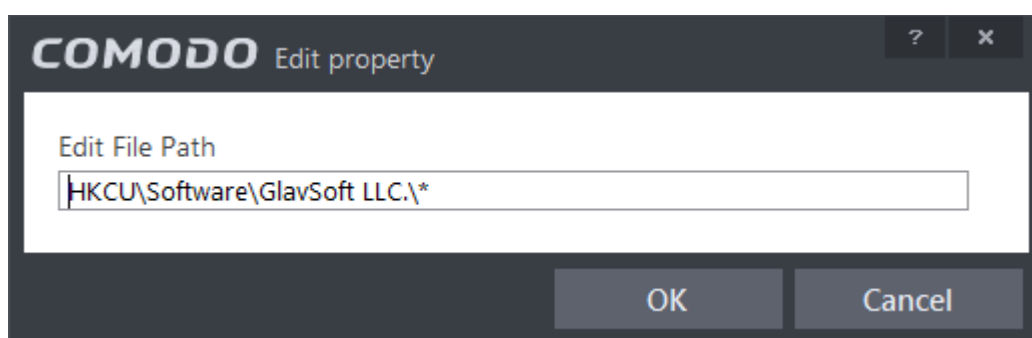 COMODO Edit property ? ×
Edit File Path
HKCU\Software\GlavSoft LLC.\*
OK Cancel